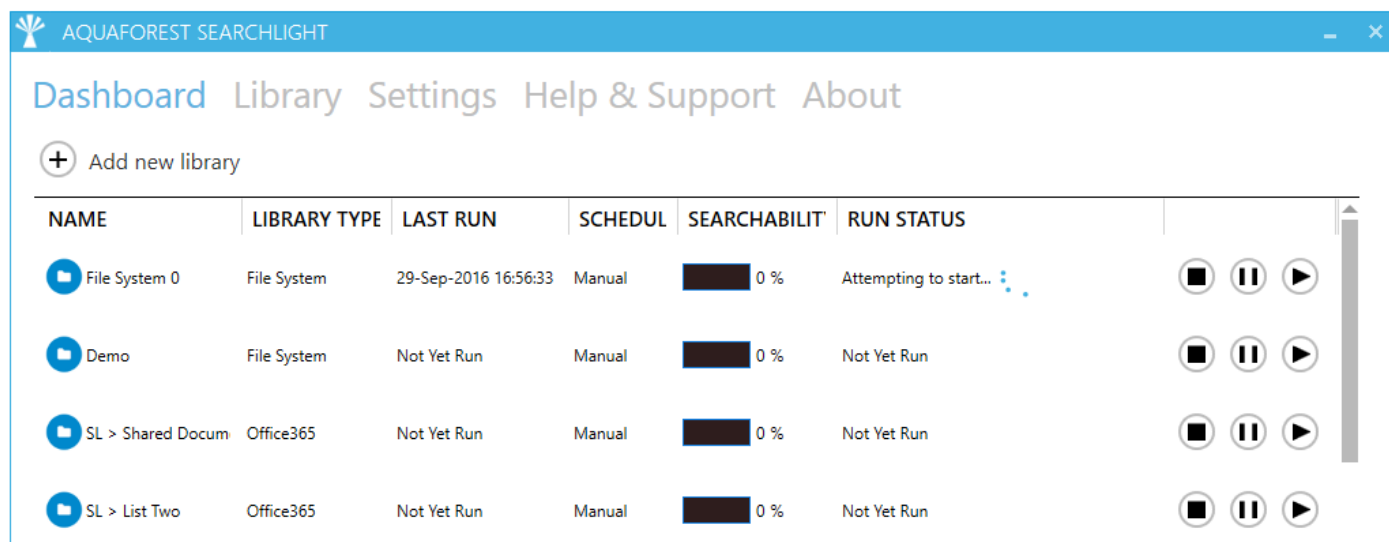 AQUAFOREST SEARCHLIGHT
Dashboard Library Settings Help & Support About
Add new library
NAME LIBRARY TYPE LAST RUN SCHEDUL SEARCHABILIT RUN STATUS
File System 0 File System 29-Sep-2016 16:56:33 Manual 0 % Attempting to start...
Demo File System Not Yet Run Manual 0 % Not Yet Run
SL > Shared Docum Office365 Not Yet Run Manual 0 % Not Yet Run
SL > List Two Office365 Not Yet Run Manual 0 % Not Yet Run